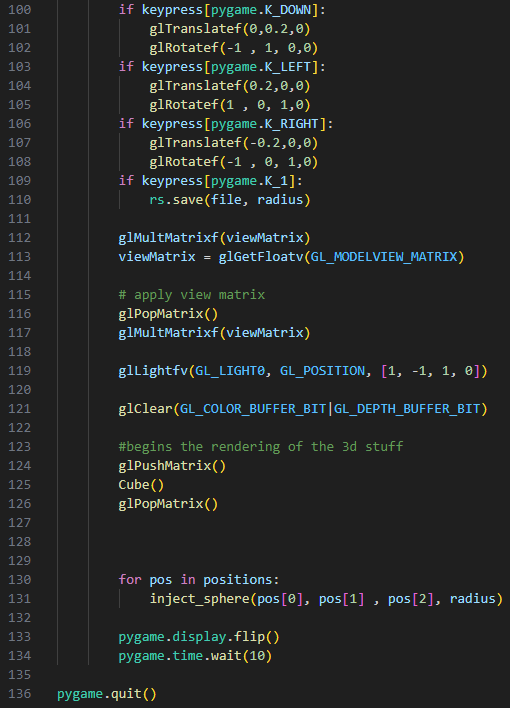 100 if keypress[pygame.K_DOWN]:
101 glTranslatef(0,0.2,0)
102 glRotatef(-1 , 1, 0,0)
103 if keypress[pygame.K_LEFT]:
104 glTranslatef(0.2,0,0)
105 glRotatef(1 , 0, 1,0)
106 if keypress[pygame.K_RIGHT]:
107 glTranslatef(-0.2,0,0)
108 glRotatef(-1 , 0, 1,0)
109 if keypress[pygame.K_1]:
110 rs.save(file, radius)
111
112 glMultMatrixf(viewMatrix)
113 viewMatrix = glGetFloatv(GL_MODELVIEW_MATRIX)
114
115 # apply view matrix
116 glPopMatrix()
117 glMultMatrixf(viewMatrix)
118
119 glLightfv(GL_LIGHT0, GL_POSITION, [1, -1, 1, 0])
120
121 glClear(GL_COLOR_BUFFER_BIT|GL_DEPTH_BUFFER_BIT)
122
123 #begins the rendering of the 3d stuff
124 glPushMatrix()
125 Cube()
126 glPopMatrix()
127
128
129
130 for pos in positions:
131 inject_sphere(pos[0], pos[1] , pos[2], radius)
132
133 pygame.display.flip()
134 pygame.time.wait(10)
135
136 pygame.quit()